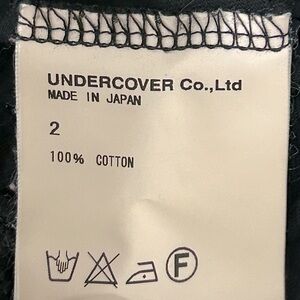 UNDERCOVER Co.,Ltd
MADE IN JAPAN
2
100% COTTON
F